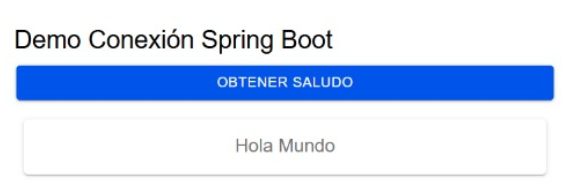 Demo Conexión Spring Boot
OBTENER SALUDO
Hola Mundo